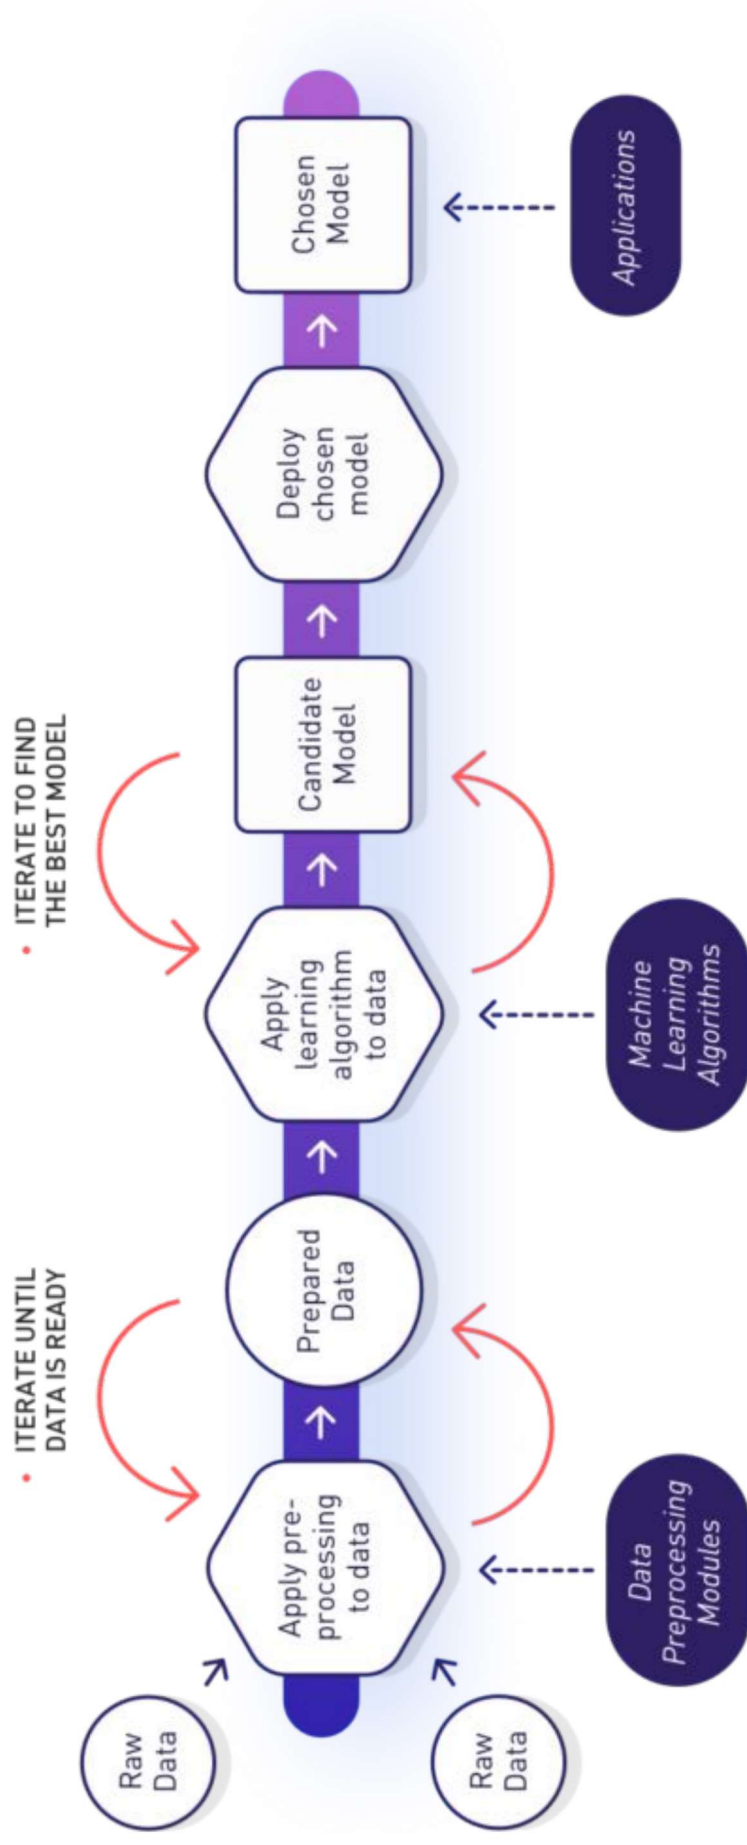 • ITERATE UNTIL
DATA IS READY
• ITERATE TO FIND
THE BEST MODEL
Raw
Data
Raw
Data
Apply pre-
processing
to data
Prepared
Data
Apply
learning
algorithm
to data
Candidate
Model
Deploy
chosen
model
Chosen
Model
Data
Preprocessing
Modules
Machine
Learning
Algorithms
Applications